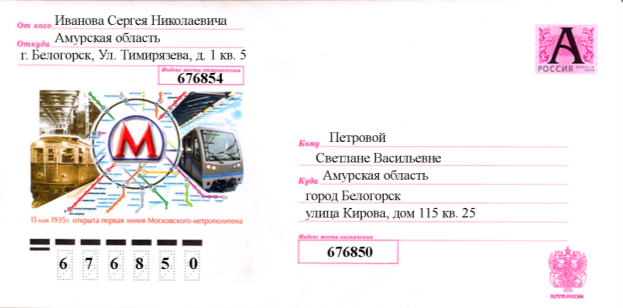 От кого Иванова Сергея Николаевича
Откуда Амурская область
г. Белогорск, Ул. Тимирязева, д. 1 кв. 5
Индекс места отправления
676854
М
15 мая 1935г. открыта первая линия Московского метрополитена
676850
А
РОССИЯ
Кому Петровой
Светлане Васильевне
Куда Амурская область
город Белогорск
улица Кирова, дом 115 кв. 25
Индекс места назначения
676850
ПОЧТА РОССИИ